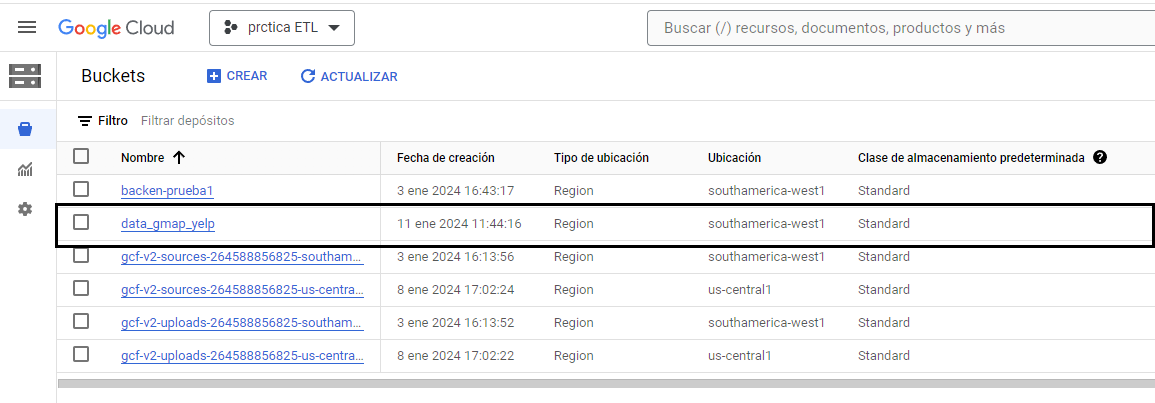 Google Cloud prctica ETL Buscar (/) recursos, documentos, productos y más
Buckets CREAR ACTUALIZAR
Filtro Filtrar depósitos
Nombre Fecha de creación Tipo de ubicación Ubicación Clase de almacenamiento predeterminada ?
backen-prueba1 3 ene 2024 16:43:17 Region southamerica-west1 Standard
data_gmap_yelp 11 ene 2024 11:44:16 Region southamerica-west1 Standard
gcf-v2-sources-264588856825-southam... 3 ene 2024 16:13:56 Region southamerica-west1 Standard
gcf-v2-sources-264588856825-us-centra... 8 ene 2024 17:02:24 Region us-central1 Standard
gcf-v2-uploads-264588856825-southam... 3 ene 2024 16:13:52 Region southamerica-west1 Standard
gcf-v2-uploads-264588856825-us-centra... 8 ene 2024 17:02:22 Region us-central1 Standard